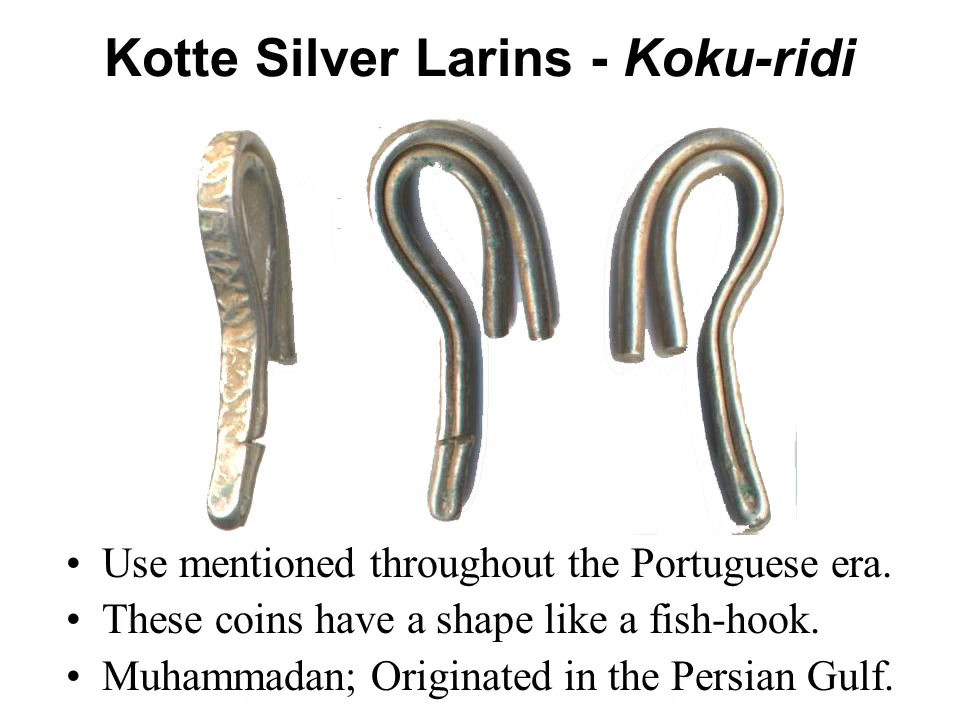 Kotte Silver Larins - Koku-ridi
• Use mentioned throughout the Portuguese era.
• These coins have a shape like a fish-hook.
• Muhammadan; Originated in the Persian Gulf.